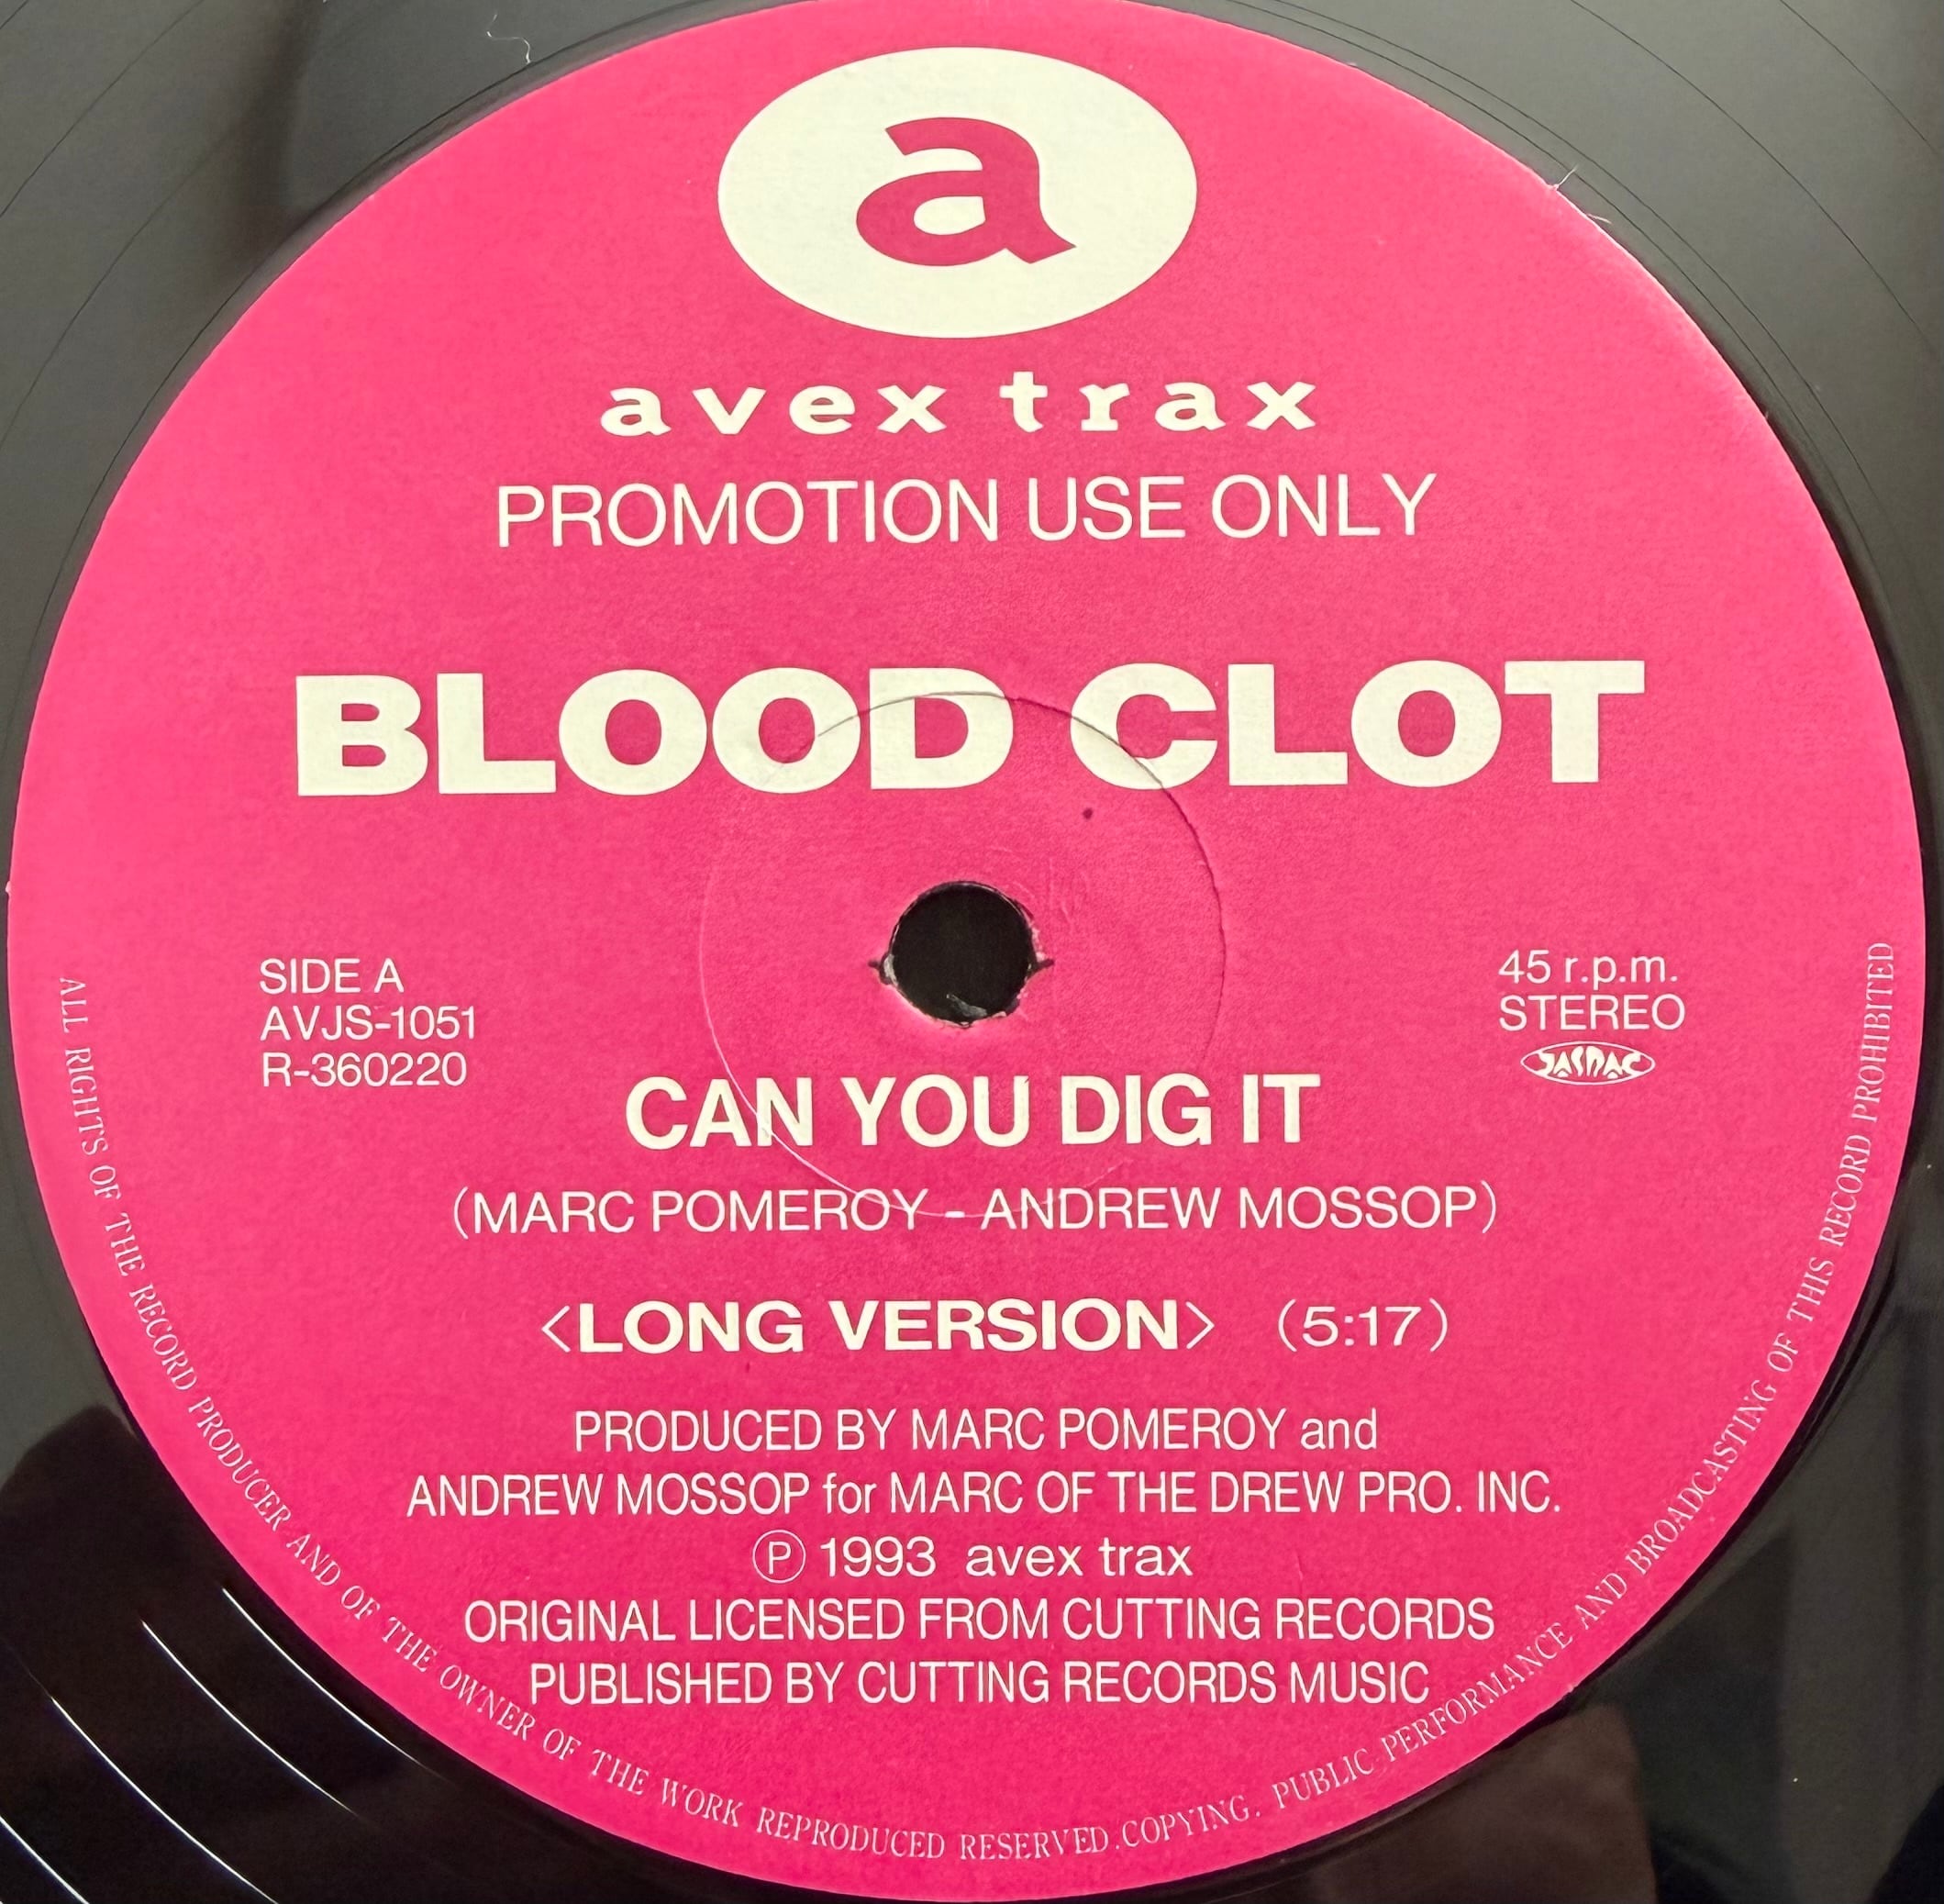 a
avex trax
PROMOTION USE ONLY
BLOOD CLOT
SIDE A
AVJS-1051
R-360220
45 r.p.m.
STEREO
JASRAC
CAN YOU DIG IT
(MARC POMEROY - ANDREW MOSSOP)
<LONG VERSION> (5:17)
PRODUCED BY MARC POMEROY and
ANDREW MOSSOP for MARC OF THE DREW PRO. INC.
Ⓟ 1993 avex trax
ORIGINAL LICENSED FROM CUTTING RECORDS
PUBLISHED BY CUTTING RECORDS MUSIC
ALL RIGHTS OF THE RECORD PRODUCER AND OF THE OWNER OF THE WORK REPRODUCED RESERVED.COPYING. PUBLIC PERFORMANCE AND BROADCASTING OF THIS RECORD PROHIBITED